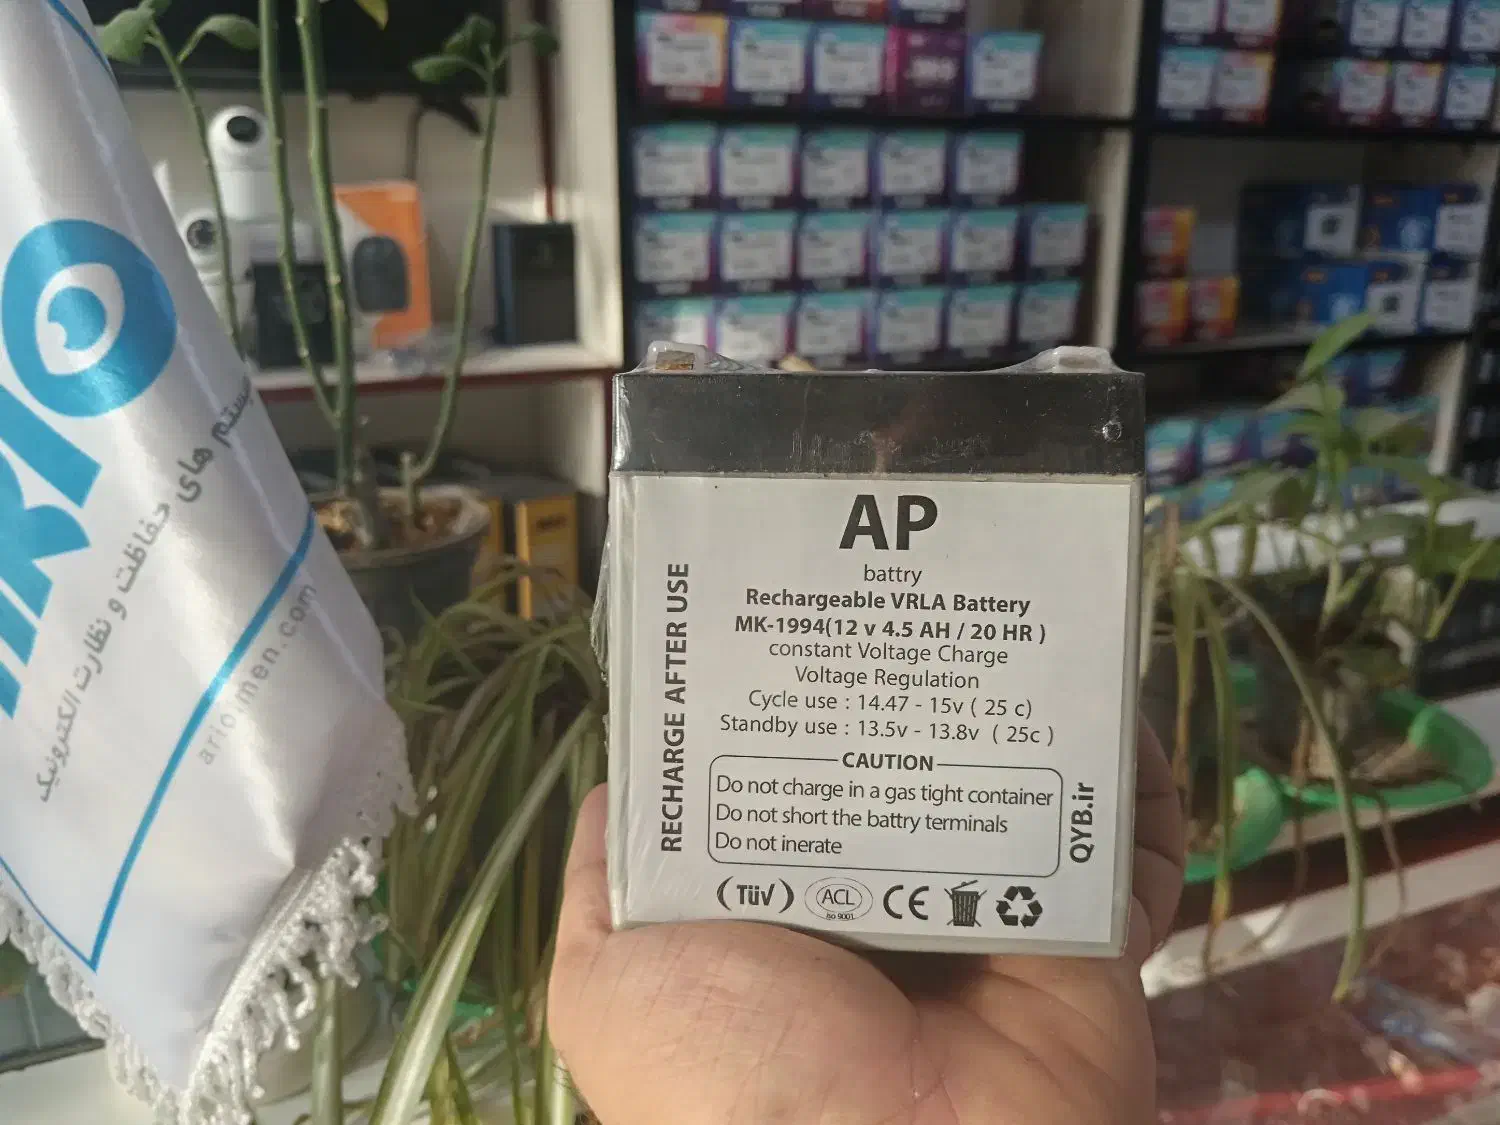 AP
battry
Rechargeable VRLA Battery
MK-1994(12 v 4.5 AH / 20 HR )
constant Voltage Charge
Voltage Regulation
Cycle use : 14.47 - 15v ( 25 c)
Standby use : 13.5v - 13.8v ( 25c )
CAUTION
Do not charge in a gas tight container
Do not short the battry terminals
Do not inerate
RECHARGE AFTER USE
QYB.ir
(Tüv)
ACL
iso 9001
CE
سیستم های حفاظت و نظارت الکترونیک